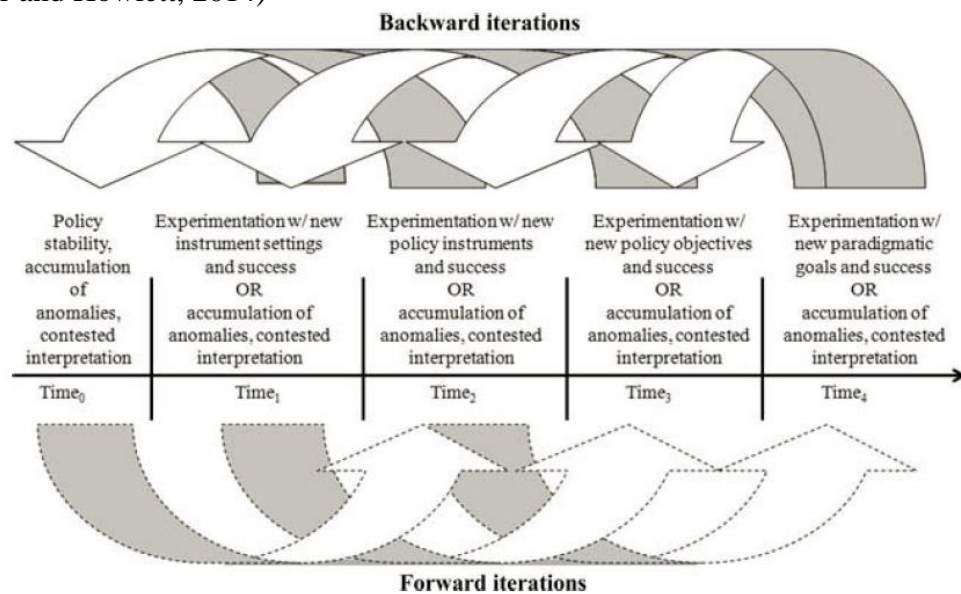 and Howlett, 2014)
Backward iterations
Policy
stability,
accumulation
of
anomalies,
contested
interpretation
Experimentation w/ new
instrument settings
and success
OR
accumulation of
anomalies, contested
interpretation
Experimentation w/ new
policy instruments
and success
OR
accumulation of
anomalies, contested
interpretation
Experimentation w/
new policy objectives
and success
OR
accumulation of
anomalies, contested
interpretation
Experimentation w/
new paradigmatic
goals and success
OR
accumulation of
anomalies, contested
interpretation
Time₀
Time₁
Time₂
Time₃
Time₄
Forward iterations